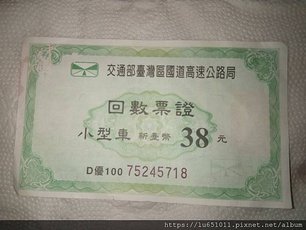 交通部臺灣區國道高速公路局
回數票證
小型車 新臺幣 38 元
D優100 75245718
https://lu651011.pixnet.net/album